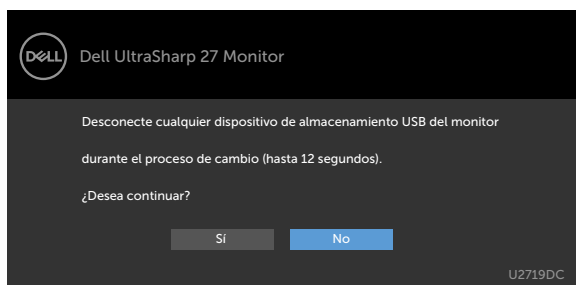 DELL
Dell UltraSharp 27 Monitor
Desconecte cualquier dispositivo de almacenamiento USB del monitor
durante el proceso de cambio (hasta 12 segundos).
¿Desea continuar?
Sí
No
U2719DC